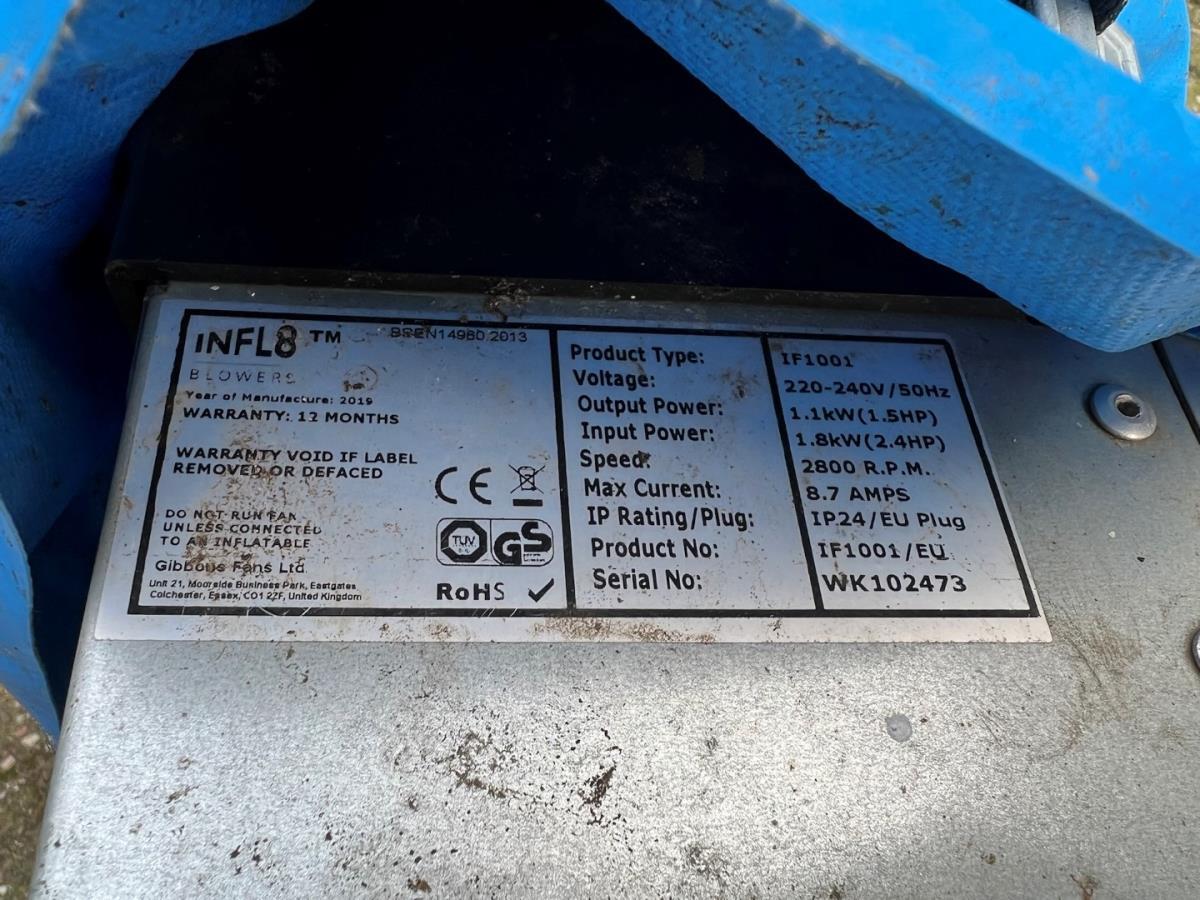 INFL8 ™ BSEN14960:2013
BLOWERS
Year of Manufacture: 2019
WARRANTY: 12 MONTHS
WARRANTY VOID IF LABEL
REMOVED OR DEFACED
DO NOT RUN FAN
UNLESS CONNECTED
TO AN INFLATABLE
Gibbons Fans Ltd.
Unit 21, Moorside Business Park, Eastgates
Colchester, Essex, CO1 2ZF, United Kingdom
CE
TUV
GS
RoHS ✓
Product Type: IF1001
Voltage: 220-240V/50Hz
Output Power: 1.1kW(1.5HP)
Input Power: 1.8kW(2.4HP)
Speed: 2800 R.P.M.
Max Current: 8.7 AMPS
IP Rating/Plug: IP24/EU Plug
Product No: IF1001/EU
Serial No: WK102473